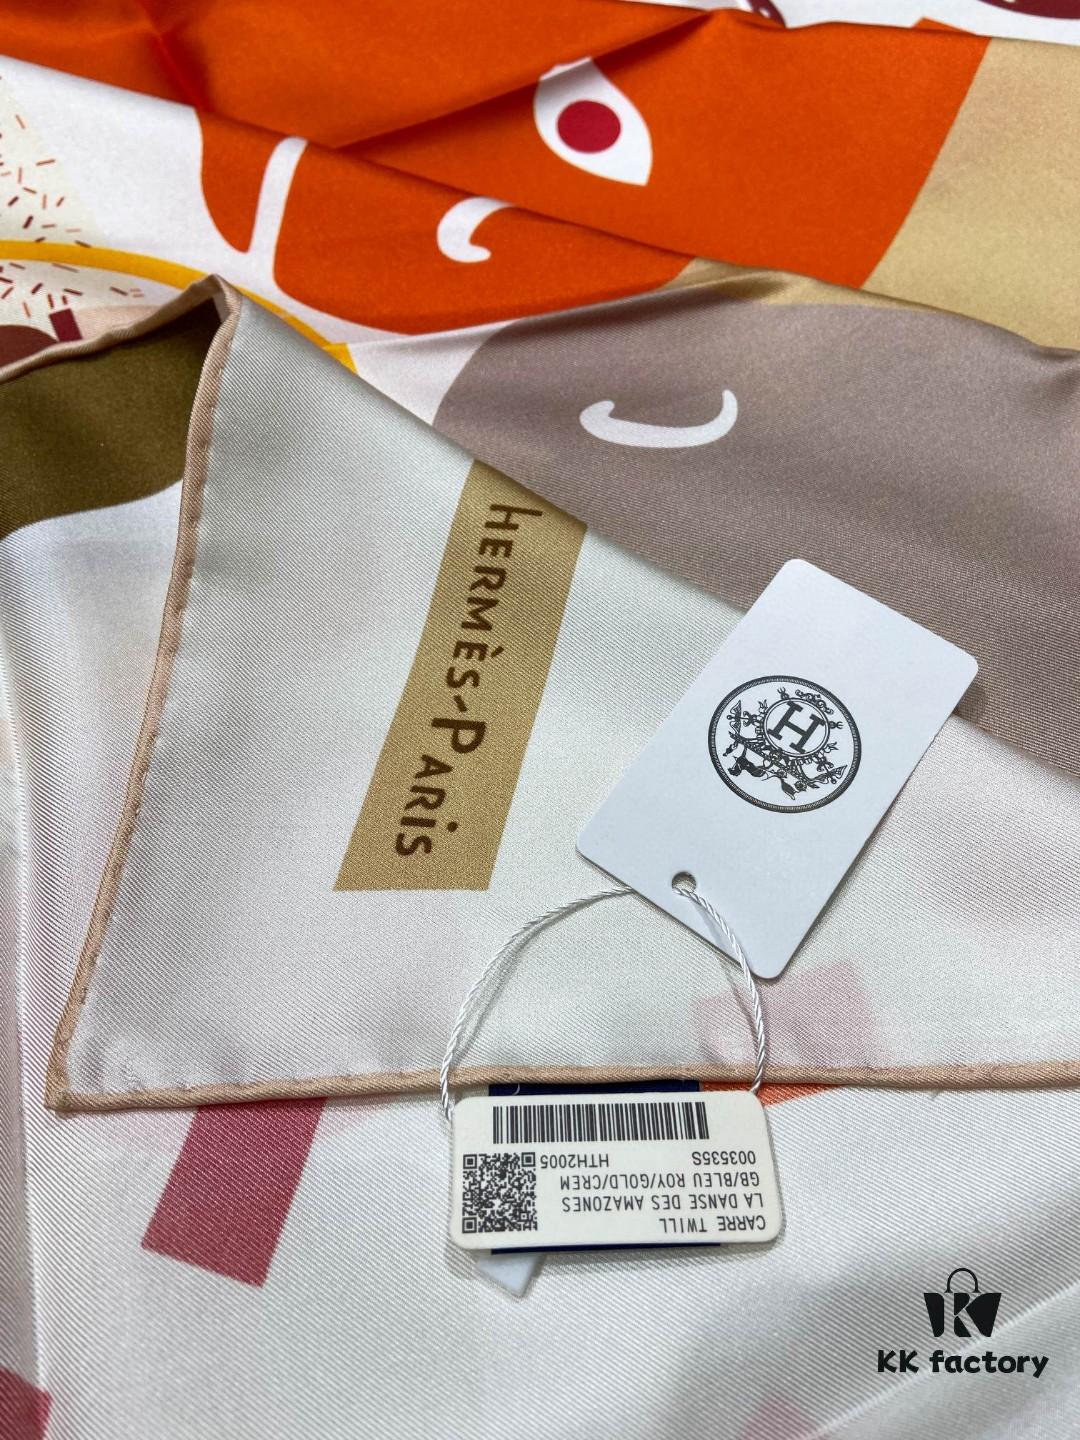 HERMÈS-PARIS
H
CARRE TWILL
LA DANSE DES AMAZONES
GB/BLEU ROY/GOLD/CREM
003535S HTH2005
KK factory